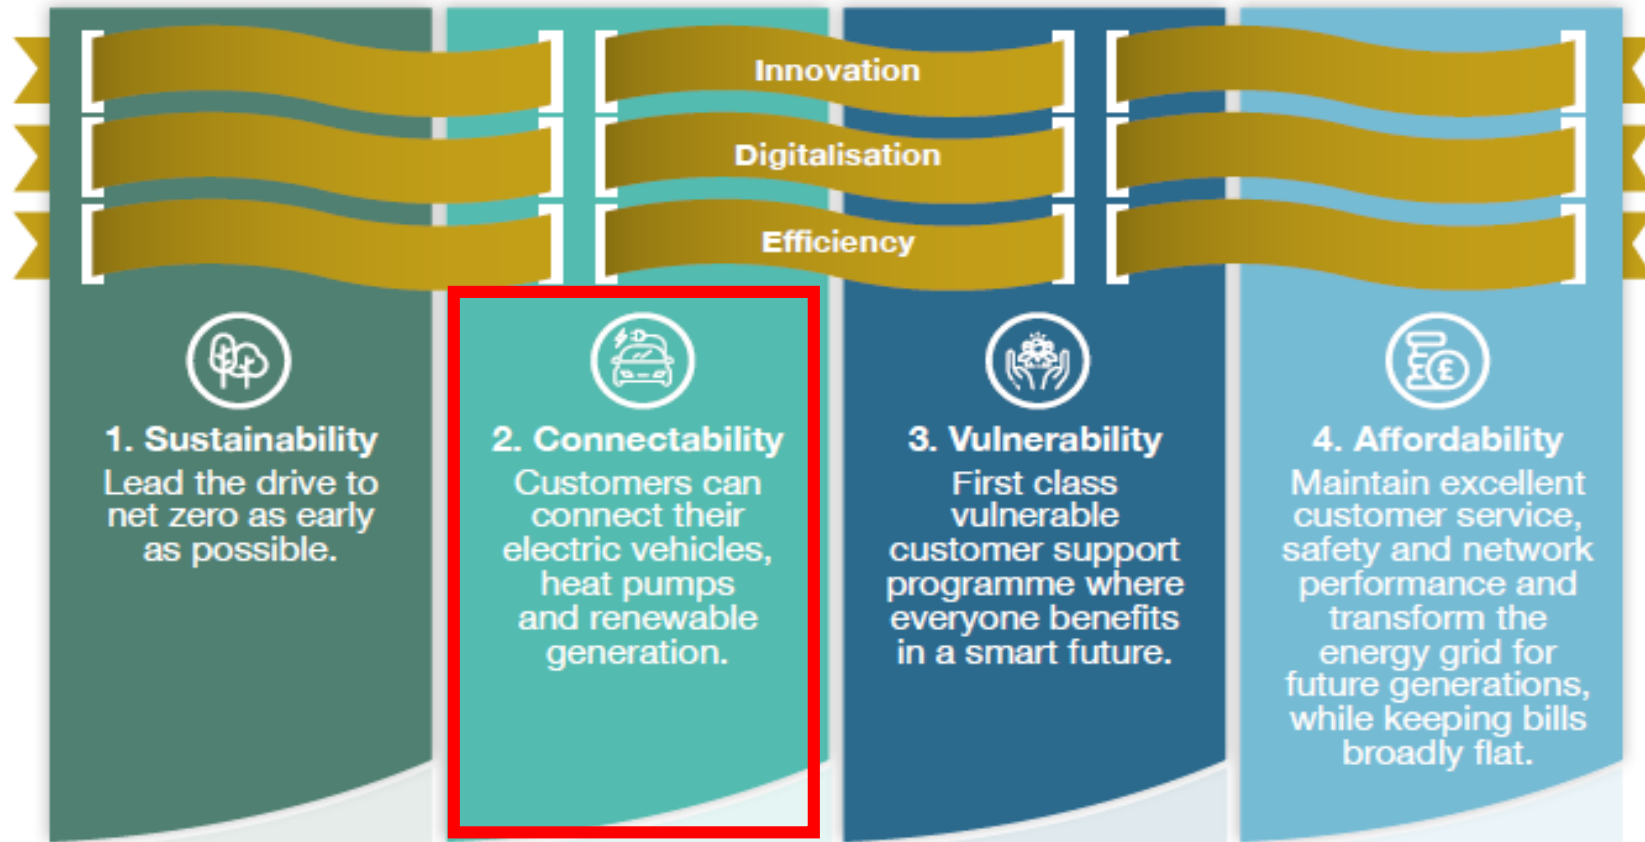 Innovation
Digitalisation
Efficiency
1. Sustainability
Lead the drive to
net zero as early
as possible.
2. Connectability
Customers can
connect their
electric vehicles,
heat pumps
and renewable
generation.
3. Vulnerability
First class
vulnerable
customer support
programme where
everyone benefits
in a smart future.
4. Affordability
Maintain excellent
customer service,
safety and network
performance and
transform the
energy grid for
future generations,
while keeping bills
broadly flat.
£